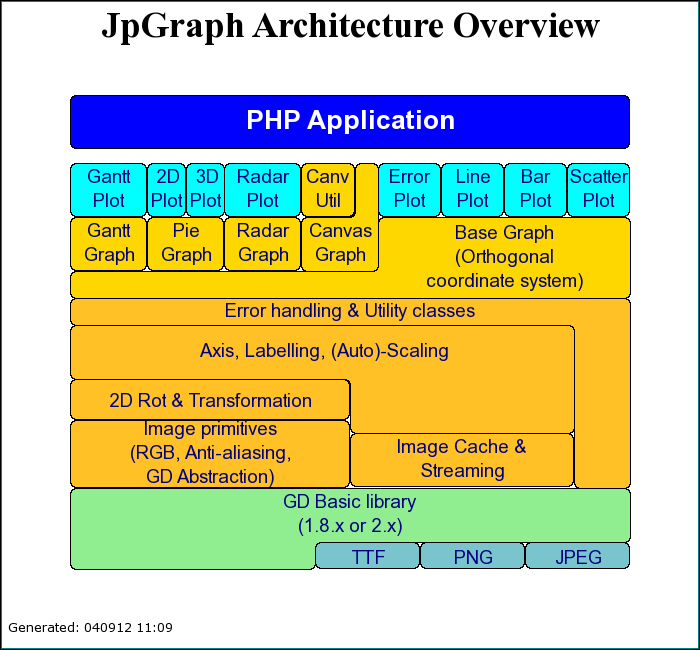 JpGraph Architecture Overview
PHP Application
Gantt
Plot
2D
Plot
3D
Plot
Radar
Plot
Canv
Util
Error
Plot
Line
Plot
Bar
Plot
Scatter
Plot
Gantt
Graph
Pie
Graph
Radar
Graph
Canvas
Graph
Base Graph
(Orthogonal
coordinate system)
Error handling & Utility classes
Axis, Labelling, (Auto)-Scaling
2D Rot & Transformation
Image primitives
(RGB, Anti-aliasing,
GD Abstraction)
Image Cache &
Streaming
GD Basic library
(1.8.x or 2.x)
TTF
PNG
JPEG
Generated: 040912 11:09